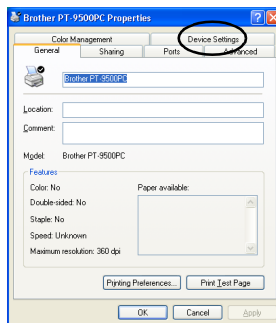 Brother PT-9500PC Properties
Color Management
Device Settings
General
Sharing
Ports
Advanced
Brother PT-9500PC
Location:
Comment:
Model: Brother PT-9500PC
Features
Color: No
Paper available:
Double-sided: No
Staple: No
Speed: Unknown
Maximum resolution: 360 dpi
Printing Preferences...
Print Test Page
OK
Cancel
Apply